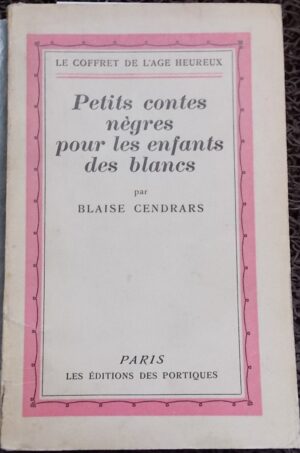 LE COFFRET DE L'AGE HEUREUX
Petits contes
nègres
pour les enfants
des blancs
par
BLAISE CENDRARS
PARIS
LES ÉDITIONS DES PORTIQUES